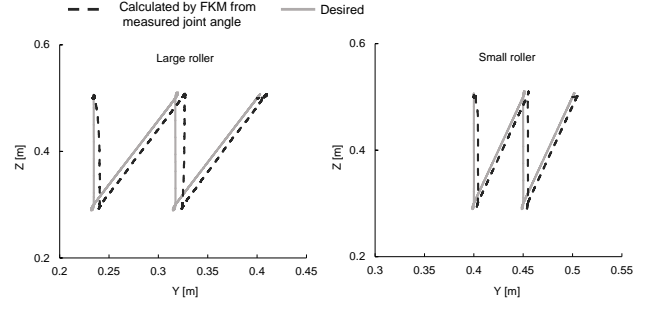 Calculated by FKM from
measured joint angle
Desired
Large roller
Z [m]
0.6
0.4
0.2
0.2 0.25 0.3 0.35 0.4 0.45
Y [m]
Small roller
Z [m]
0.6
0.4
0.2
0.3 0.35 0.4 0.45 0.5 0.55
Y [m]